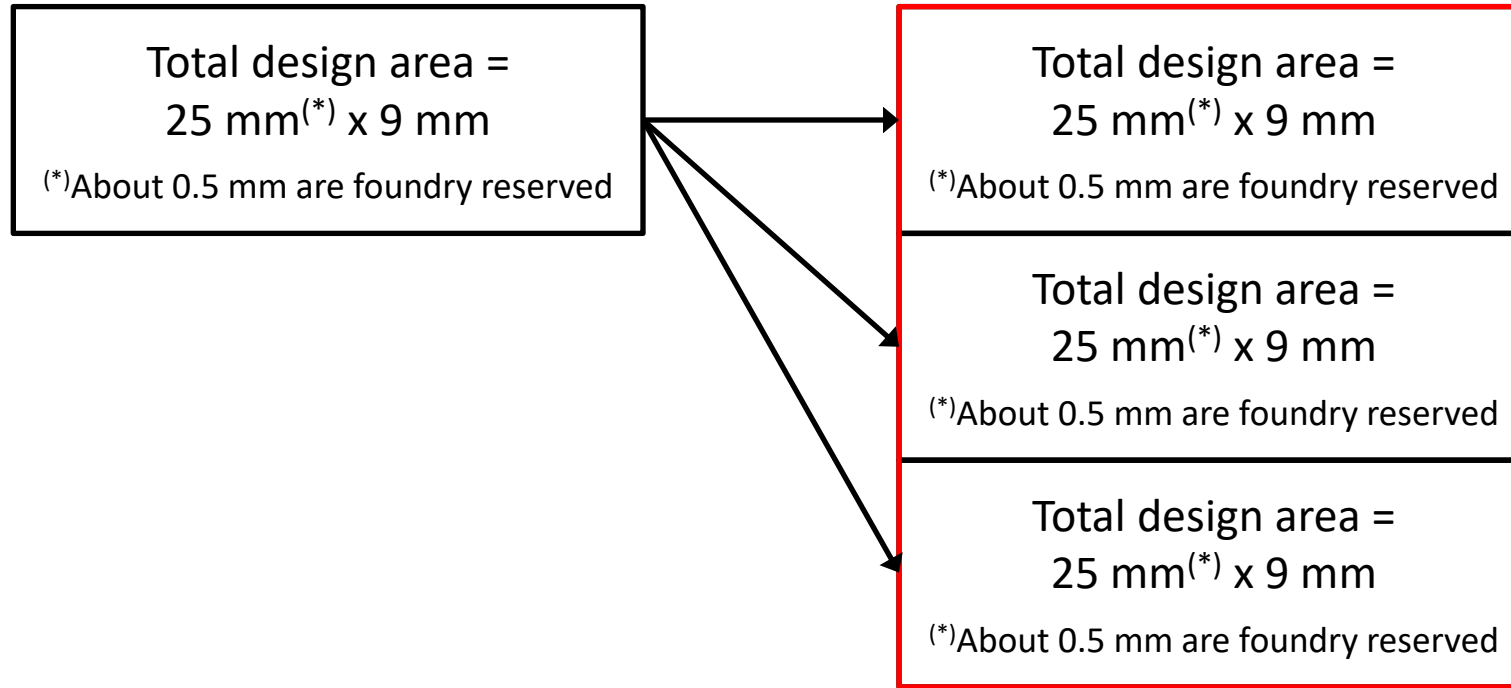 Total design area =
25 mm(*) x 9 mm
(*)About 0.5 mm are foundry reserved
Total design area =
25 mm(*) x 9 mm
(*)About 0.5 mm are foundry reserved
Total design area =
25 mm(*) x 9 mm
(*)About 0.5 mm are foundry reserved
Total design area =
25 mm(*) x 9 mm
(*)About 0.5 mm are foundry reserved